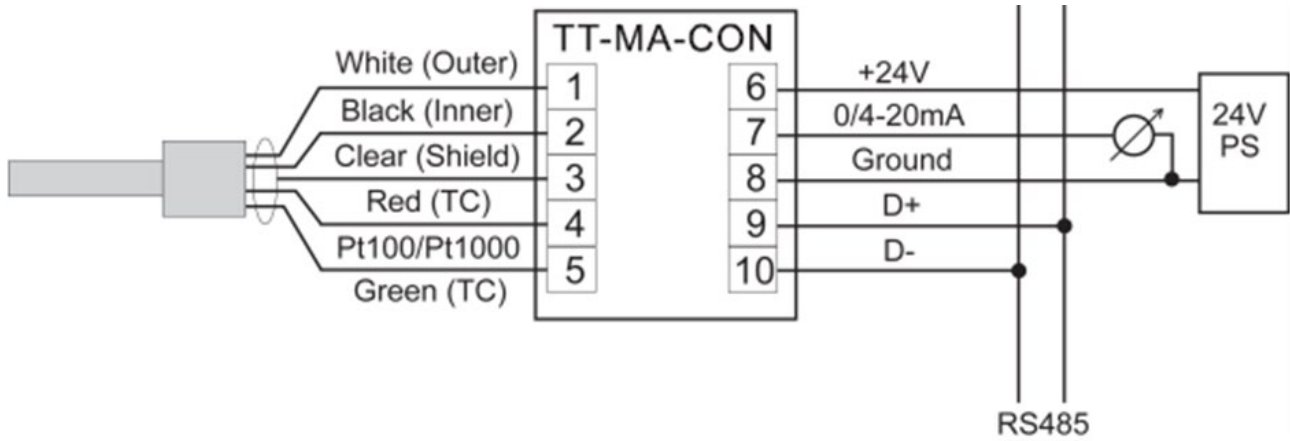 TT-MA-CON
White (Outer)
1
Black (Inner)
2
Clear (Shield)
3
Red (TC)
4
Pt100/Pt1000
5
Green (TC)
6
+24V
7
0/4-20mA
8
Ground
9
D+
10
D-
24V
PS
RS485